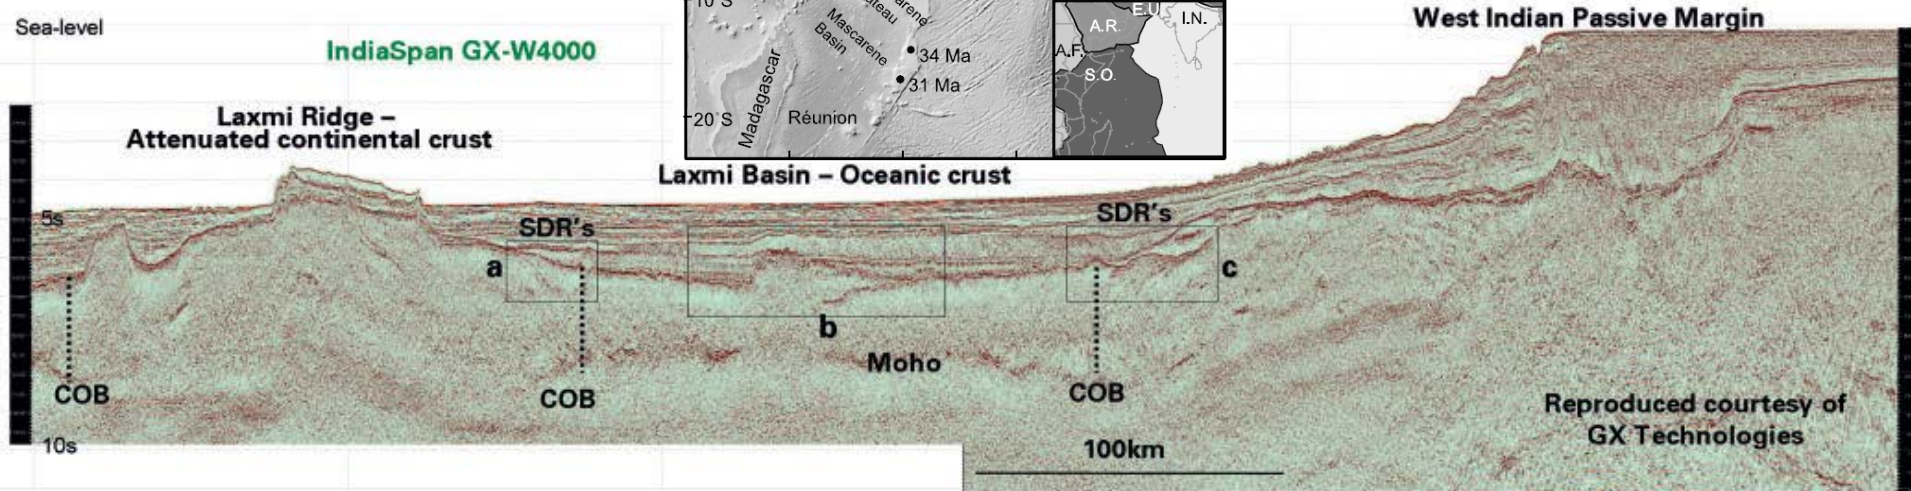 Sea-level
IndiaSpan GX-W4000
Laxmi Ridge –
Attenuated continental crust
10°S
Mascarene
Basin
34 Ma
31 Ma
Madagascar
Réunion
20°S
E.U.
A.R.
I.N.
A.F.
S.O.
West Indian Passive Margin
Laxmi Basin – Oceanic crust
5s
SDR's
SDR's
a
c
b
Moho
COB
COB
COB
10s
100km
Reproduced courtesy of
GX Technologies